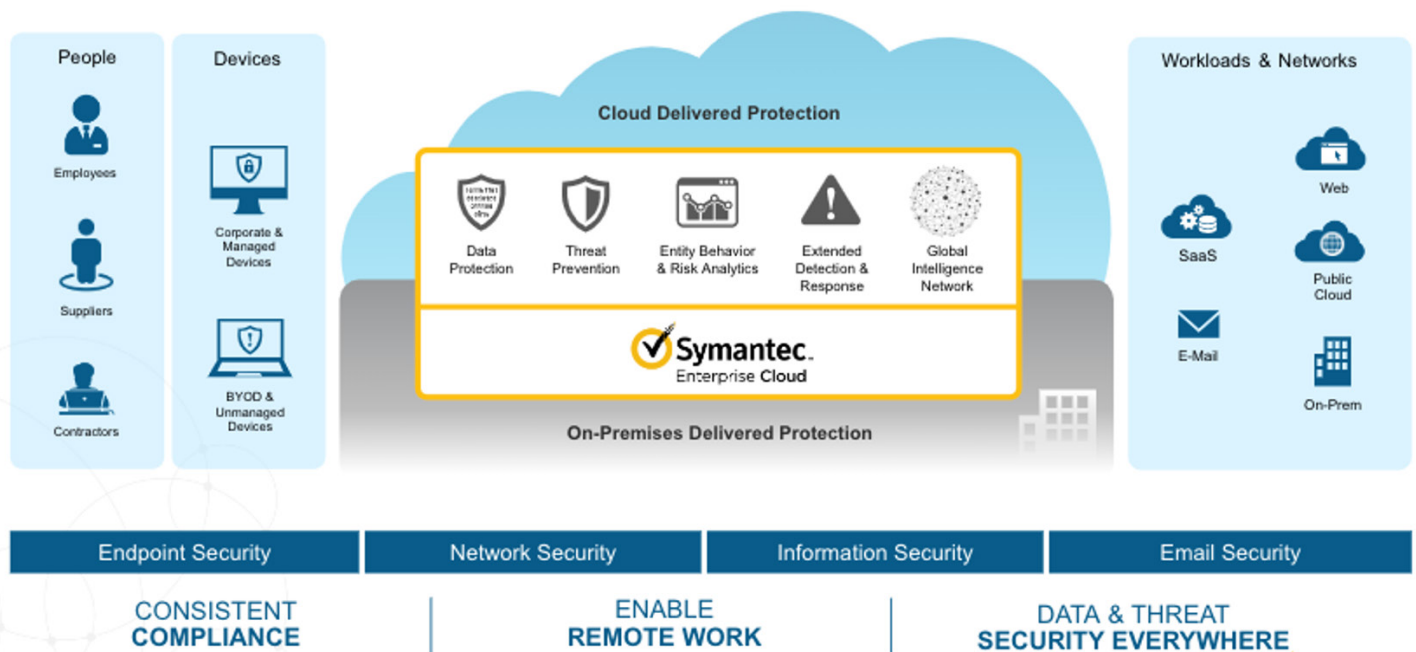 People
Employees
Suppliers
Contractors
Devices
Corporate &
Managed
Devices
BYOD &
Unmanaged
Devices
Cloud Delivered Protection
Data
Protection
Threat
Prevention
Entity Behavior
& Risk Analytics
Extended
Detection &
Response
Global
Intelligence
Network
Symantec™
Enterprise Cloud
On-Premises Delivered Protection
Workloads & Networks
SaaS
E-Mail
Web
Public
Cloud
On-Prem
Endpoint Security
Network Security
Information Security
Email Security
CONSISTENT
COMPLIANCE
ENABLE
REMOTE WORK
DATA & THREAT
SECURITY EVERYWHERE